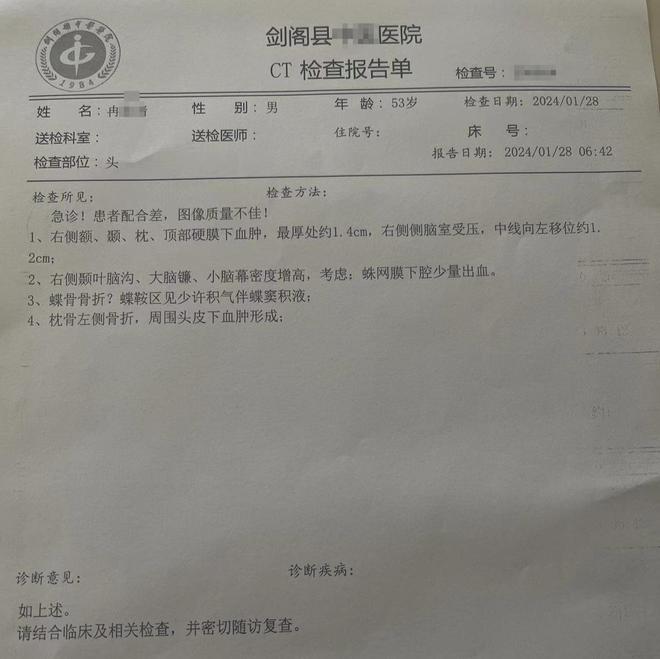 1984
剑阁县医院
CT 检查报告单
检查号:
姓 名: 冉 性 别: 男 年 龄: 53岁 检查日期: 2024/01/28
送检科室: 送检医师: 住院号: 床 号:
检查部位: 头 报告日期: 2024/01/28 06:42
检查所见: 检查方法:
急诊!患者配合差,图像质量不佳!
1、右侧额、颞、枕、顶部硬膜下血肿,最厚处约1.4cm,右侧侧脑室受压,中线向左移位约1.
2cm;
2、右侧颞叶脑沟、大脑镰、小脑幕密度增高,考虑:蛛网膜下腔少量出血。
3、蝶骨骨折?蝶鞍区见少许积气伴蝶窦积液;
4、枕骨左侧骨折,周围头皮下血肿形成;
诊断意见: 诊断疾病:
如上述。
请结合临床及相关检查,并密切随访复查。